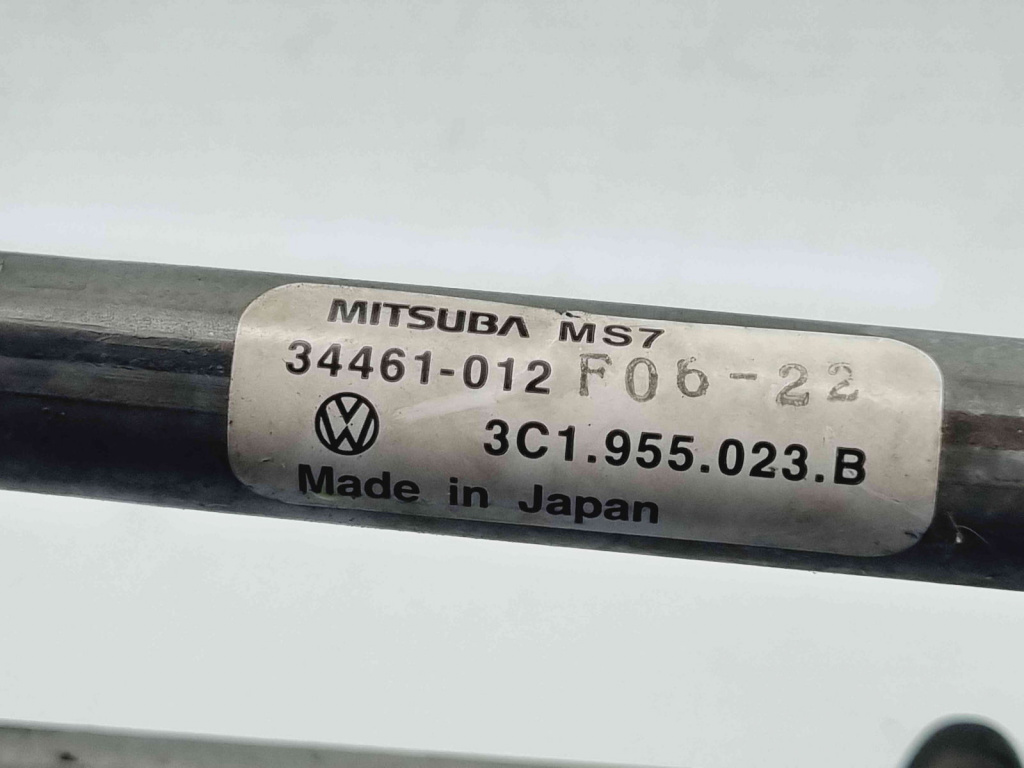 MITSUBA MS7
34461-012 F06-22
3C1.955.023.B
Made in Japan